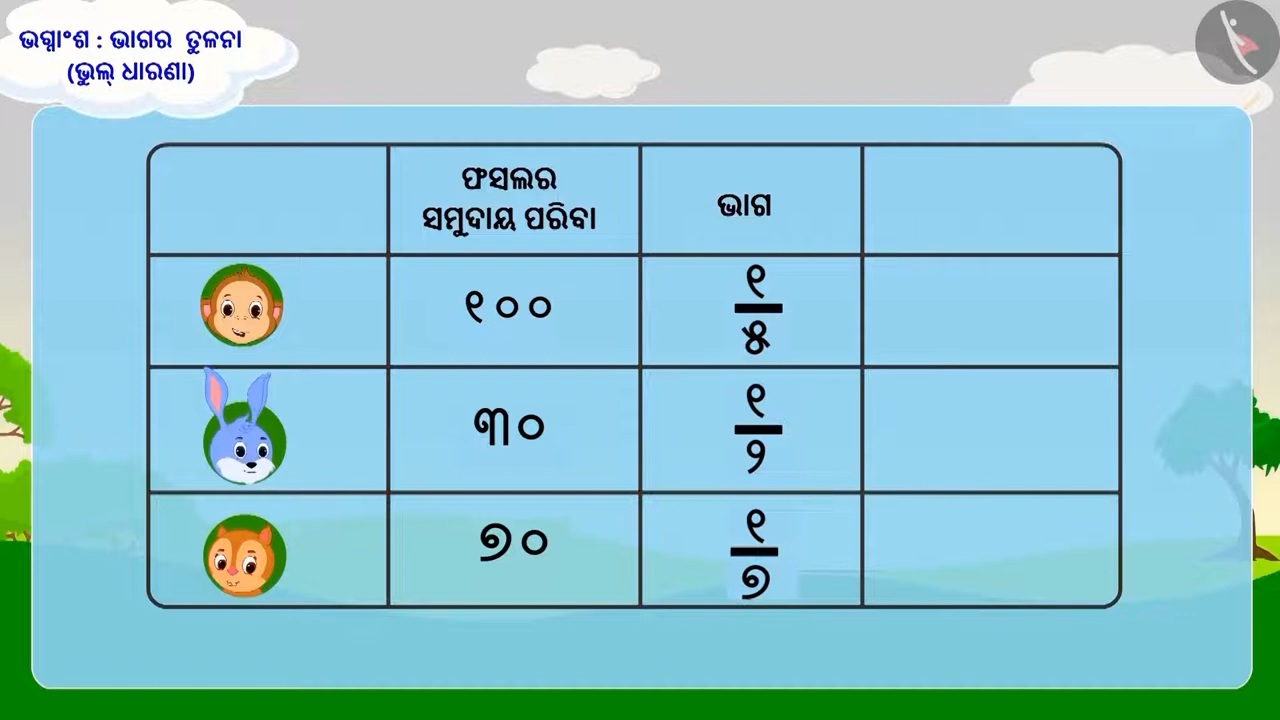 ଭଗ୍ନାଂଶ : ଭାଗର ତୁଳନା
(ଭୁଲ୍ ଧାରଣା)
ଫସଲର
ସମୁଦାୟ ପରିବା
ଭାଗ
୧୦୦
୧
୫
୩୦
୧
୨
୭୦
୧
୭